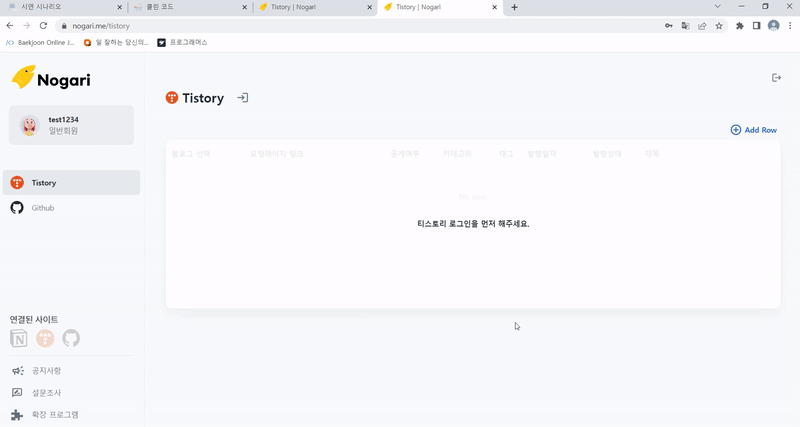 시연 시나리오
클린 코드
Tistory | Nogari
Tistory | Nogari
nogari.me/tistory
Baekjoon Online J...
일 잘하는 당신의...
프로그래머스
Nogari
test1234
일반회원
Tistory
Github
연결된 사이트
공지사항
설문조사
확장 프로그램
Tistory
Add Row
블로그 선택 요청페이지 링크 공개여부 카테고리 태그 발행일자 발행상태 제목
No rows
티스토리 로그인을 먼저 해주세요.